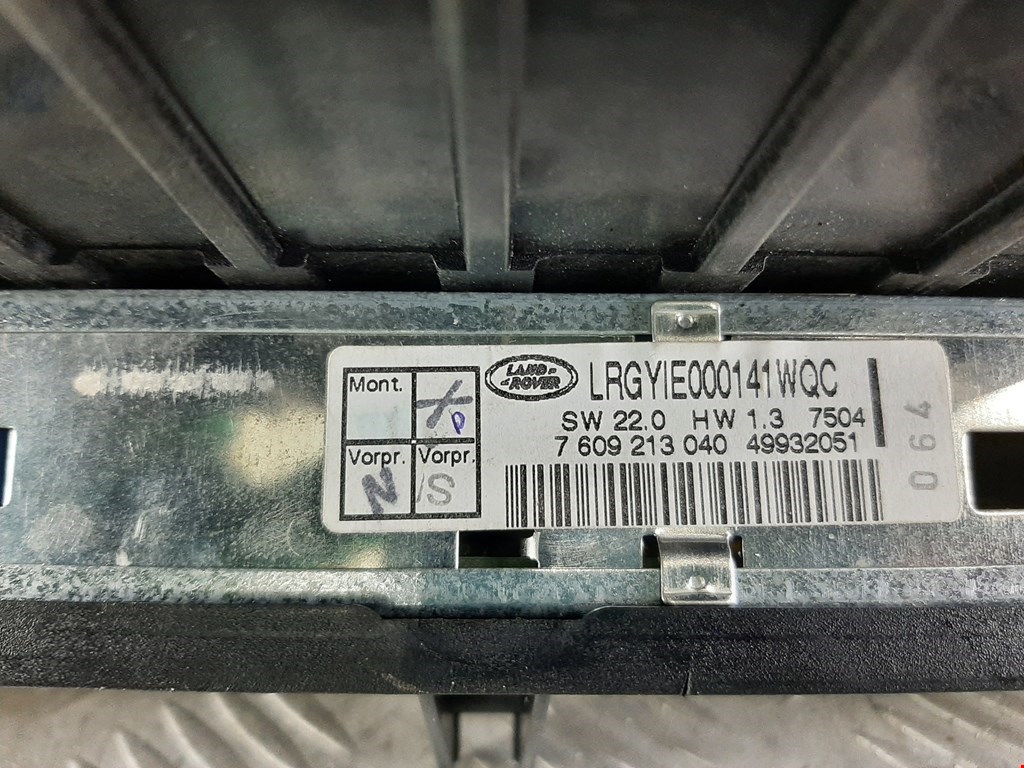 Mont.
X
D
Vorpr. Vorpr.
N
S
LAND ROVER
LRGYIE000141WQC
SW 22.0 HW 1.3 7504
7 609 213 040 49932051
064